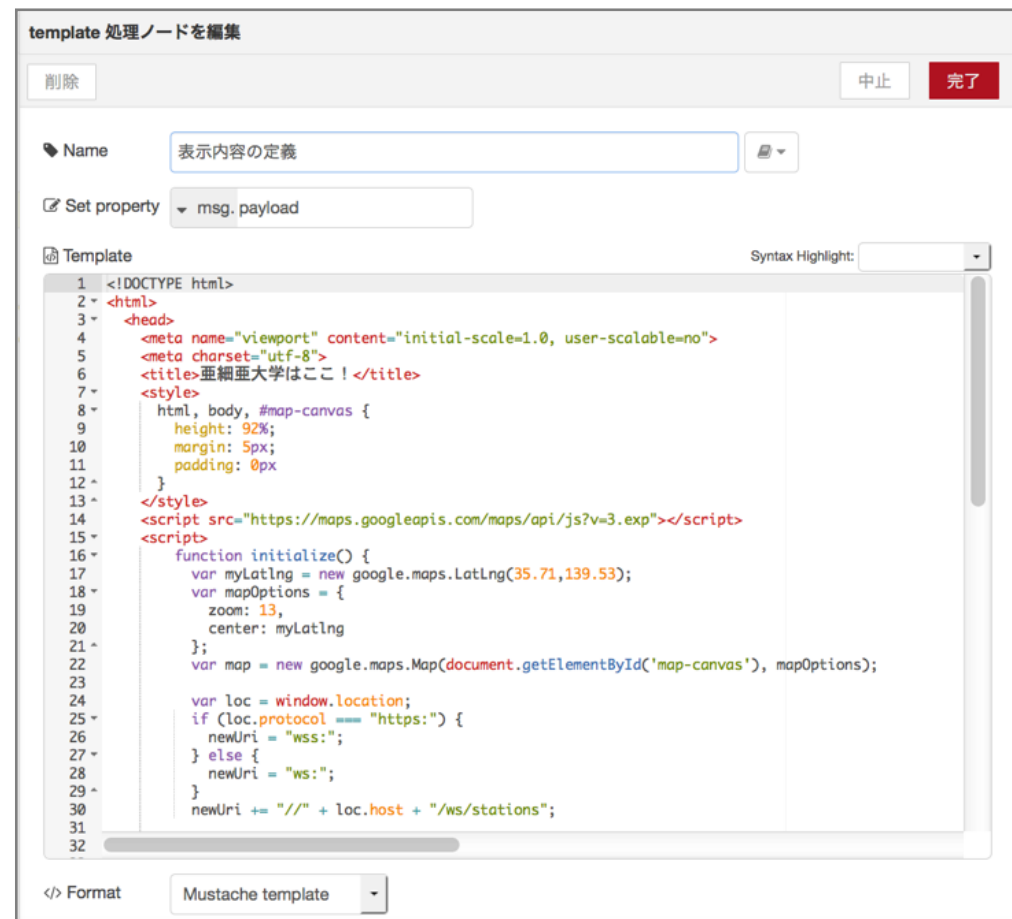 template 処理ノードを編集
削除 中止 完了
Name 表示内容の定義
Set property msg. payload
Template Syntax Highlight:
1 <!DOCTYPE html>
2 <html>
3 <head>
4 <meta name="viewport" content="initial-scale=1.0, user-scalable=no">
5 <meta charset="utf-8">
6 <title>亜細亜大学はここ！</title>
7 <style>
8 html, body, #map-canvas {
9 height: 92%;
10 margin: 5px;
11 padding: 0px
12 }
13 </style>
14 <script src="https://maps.googleapis.com/maps/api/js?v=3.exp"></script>
15 <script>
16 function initialize() {
17 var myLatlng = new google.maps.LatLng(35.71,139.53);
18 var mapOptions = {
19 zoom: 13,
20 center: myLatlng
21 };
22 var map = new google.maps.Map(document.getElementById('map-canvas'), mapOptions);
23
24 var loc = window.location;
25 if (loc.protocol === "https:") {
26 newUri = "wss:";
27 } else {
28 newUri = "ws:";
29 }
30 newUri += "//" + loc.host + "/ws/stations";
31
32
</> Format Mustache template